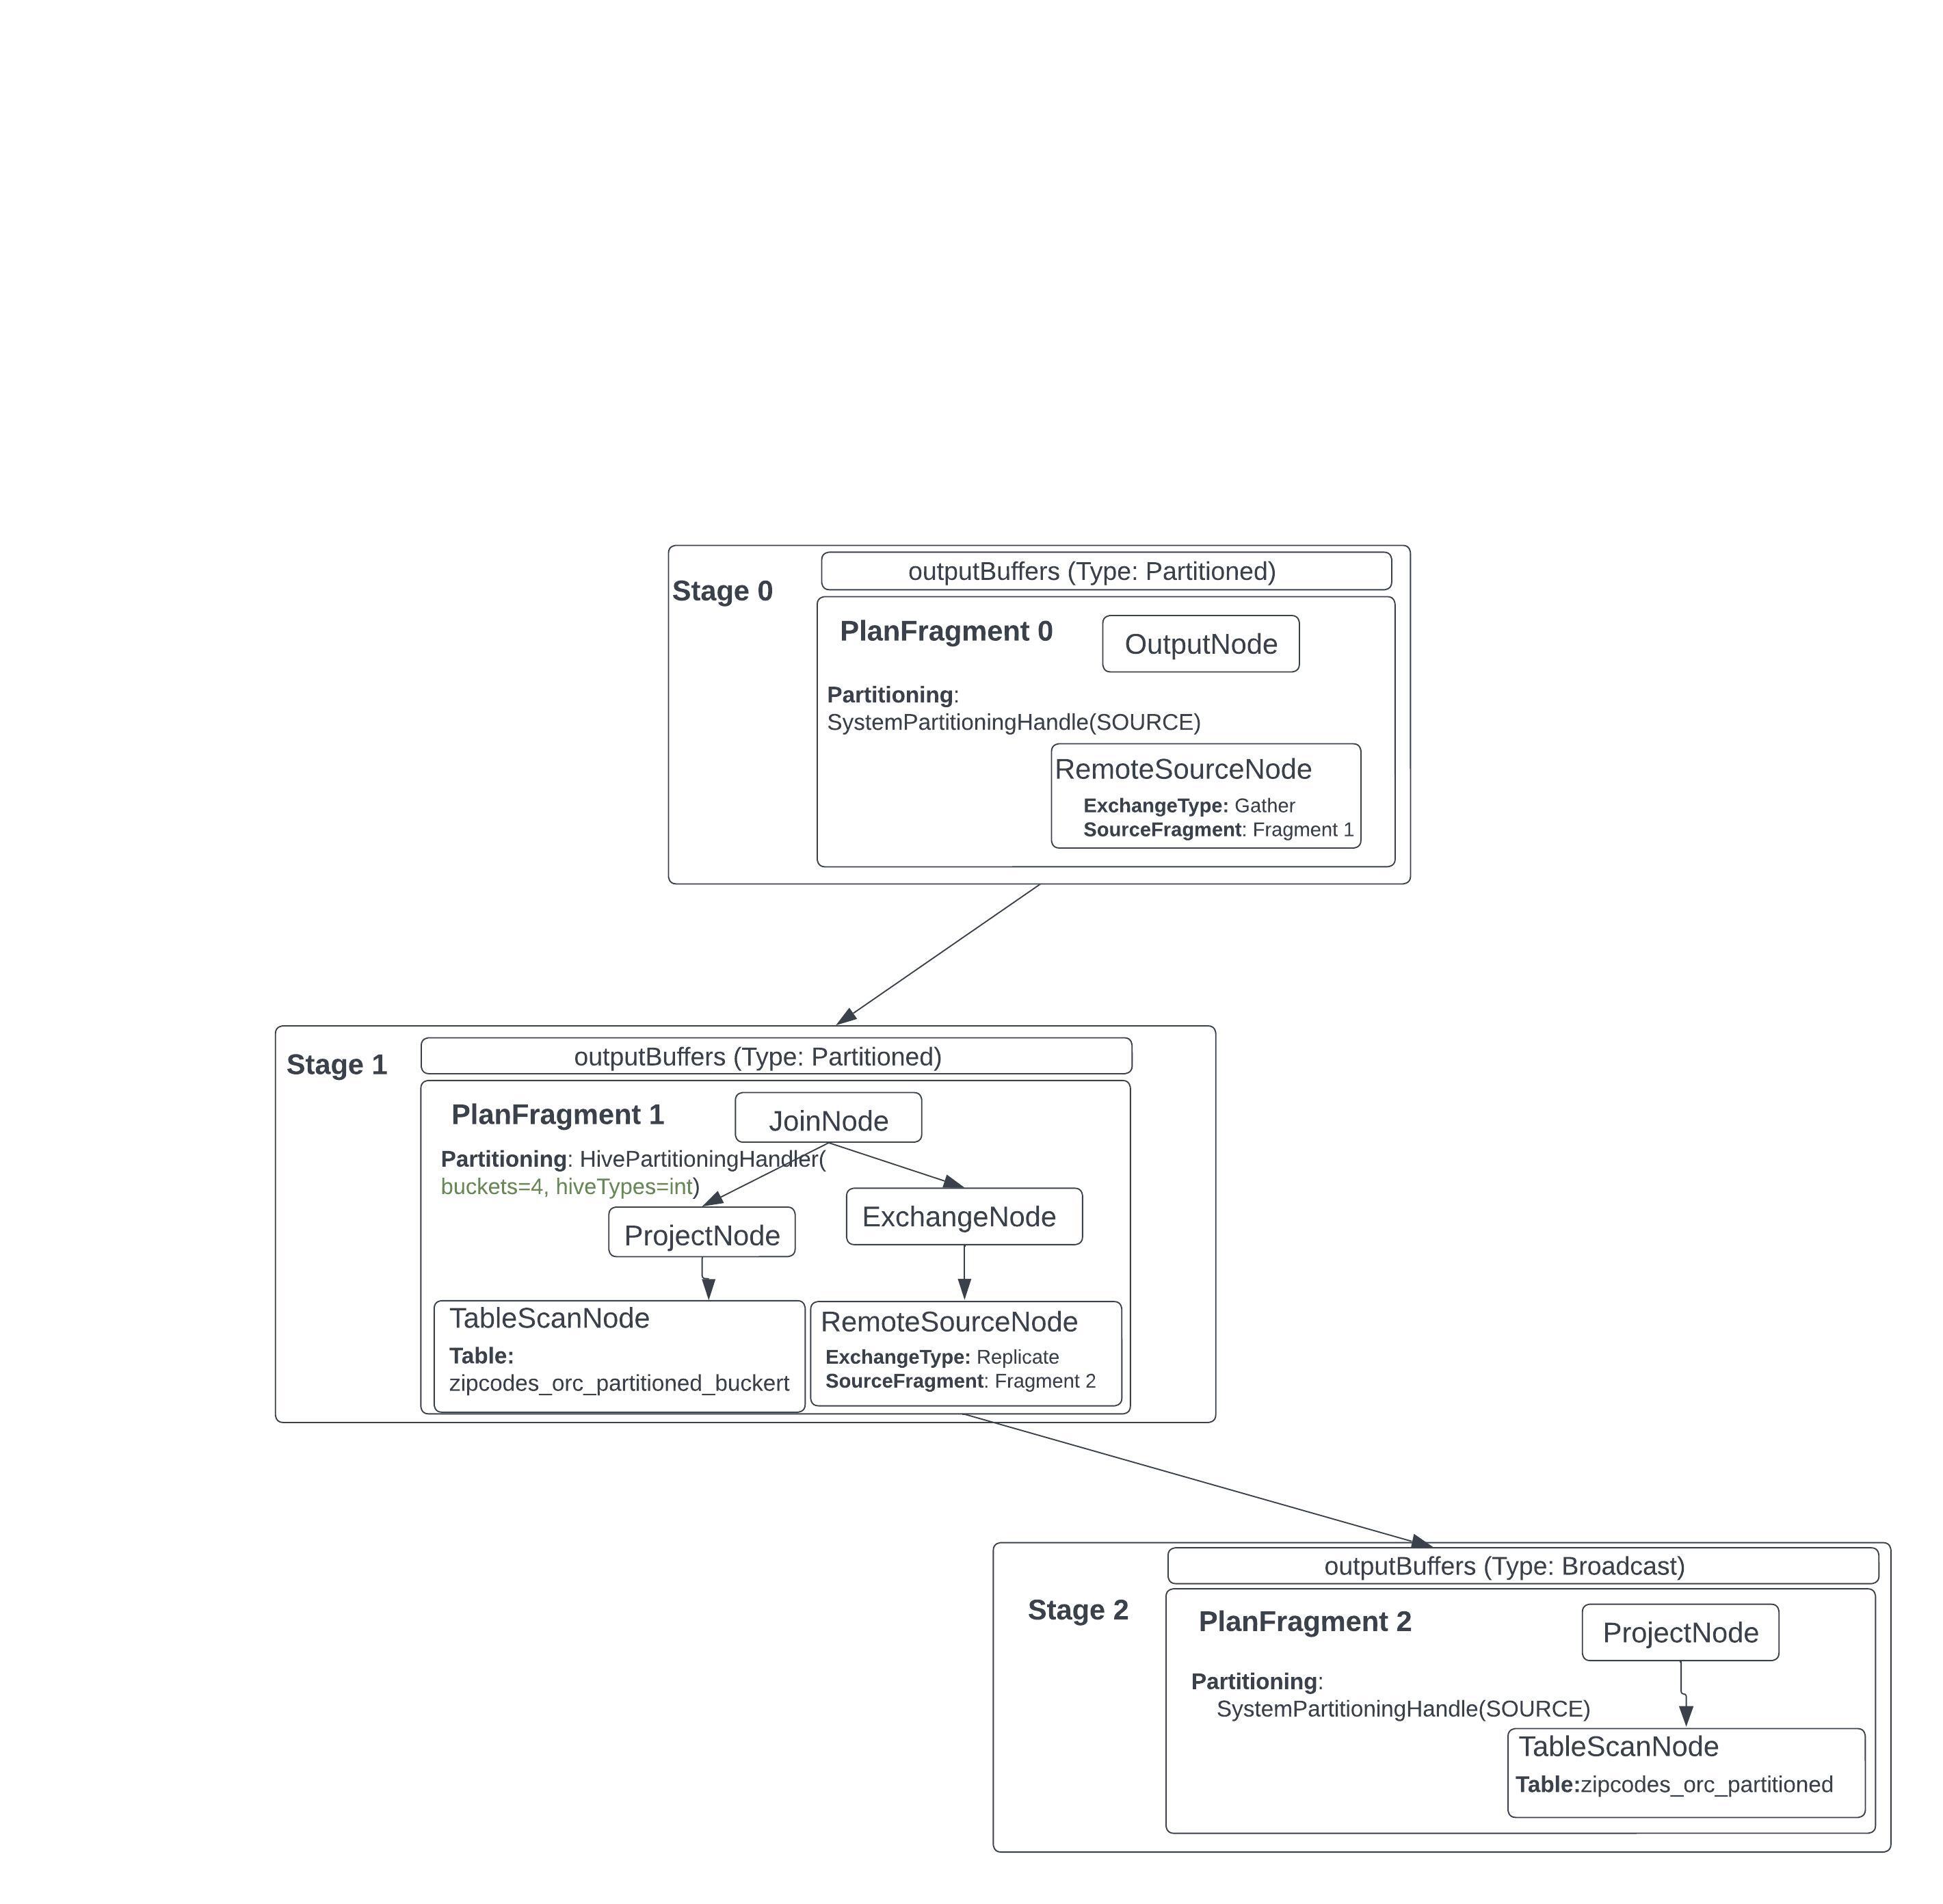 Stage 0
outputBuffers (Type: Partitioned)
PlanFragment 0
OutputNode
Partitioning:
SystemPartitioningHandle(SOURCE)
RemoteSourceNode
ExchangeType: Gather
SourceFragment: Fragment 1
Stage 1
outputBuffers (Type: Partitioned)
PlanFragment 1
JoinNode
Partitioning: HivePartitioningHandler(
buckets=4, hiveTypes=int)
ProjectNode
ExchangeNode
TableScanNode
Table:
zipcodes_orc_partitioned_buckert
RemoteSourceNode
ExchangeType: Replicate
SourceFragment: Fragment 2
Stage 2
outputBuffers (Type: Broadcast)
PlanFragment 2
ProjectNode
Partitioning:
SystemPartitioningHandle(SOURCE)
TableScanNode
Table:zipcodes_orc_partitioned